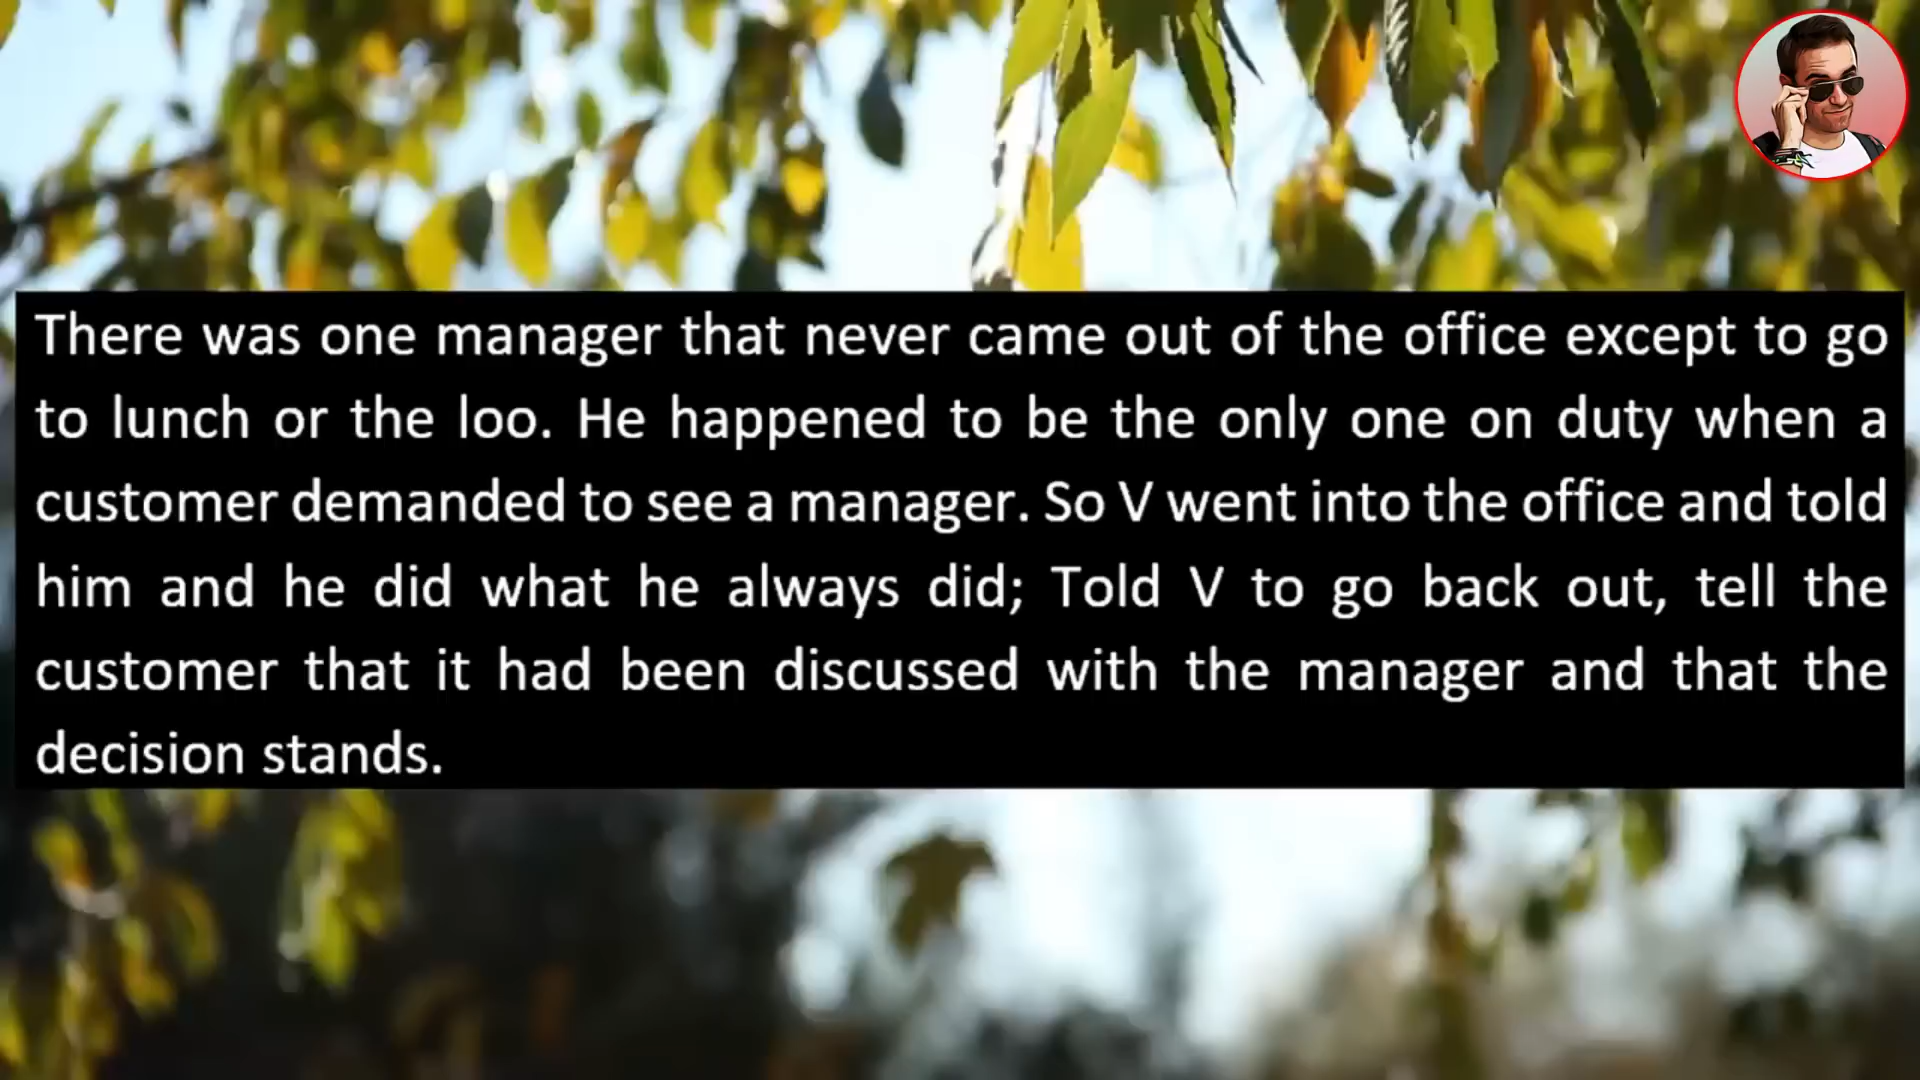 There was one manager that never came out of the office except to go
to lunch or the loo. He happened to be the only one on duty when a
customer demanded to see a manager. So V went into the office and told
him and he did what he always did; Told V to go back out, tell the
customer that it had been discussed with the manager and that the
decision stands.